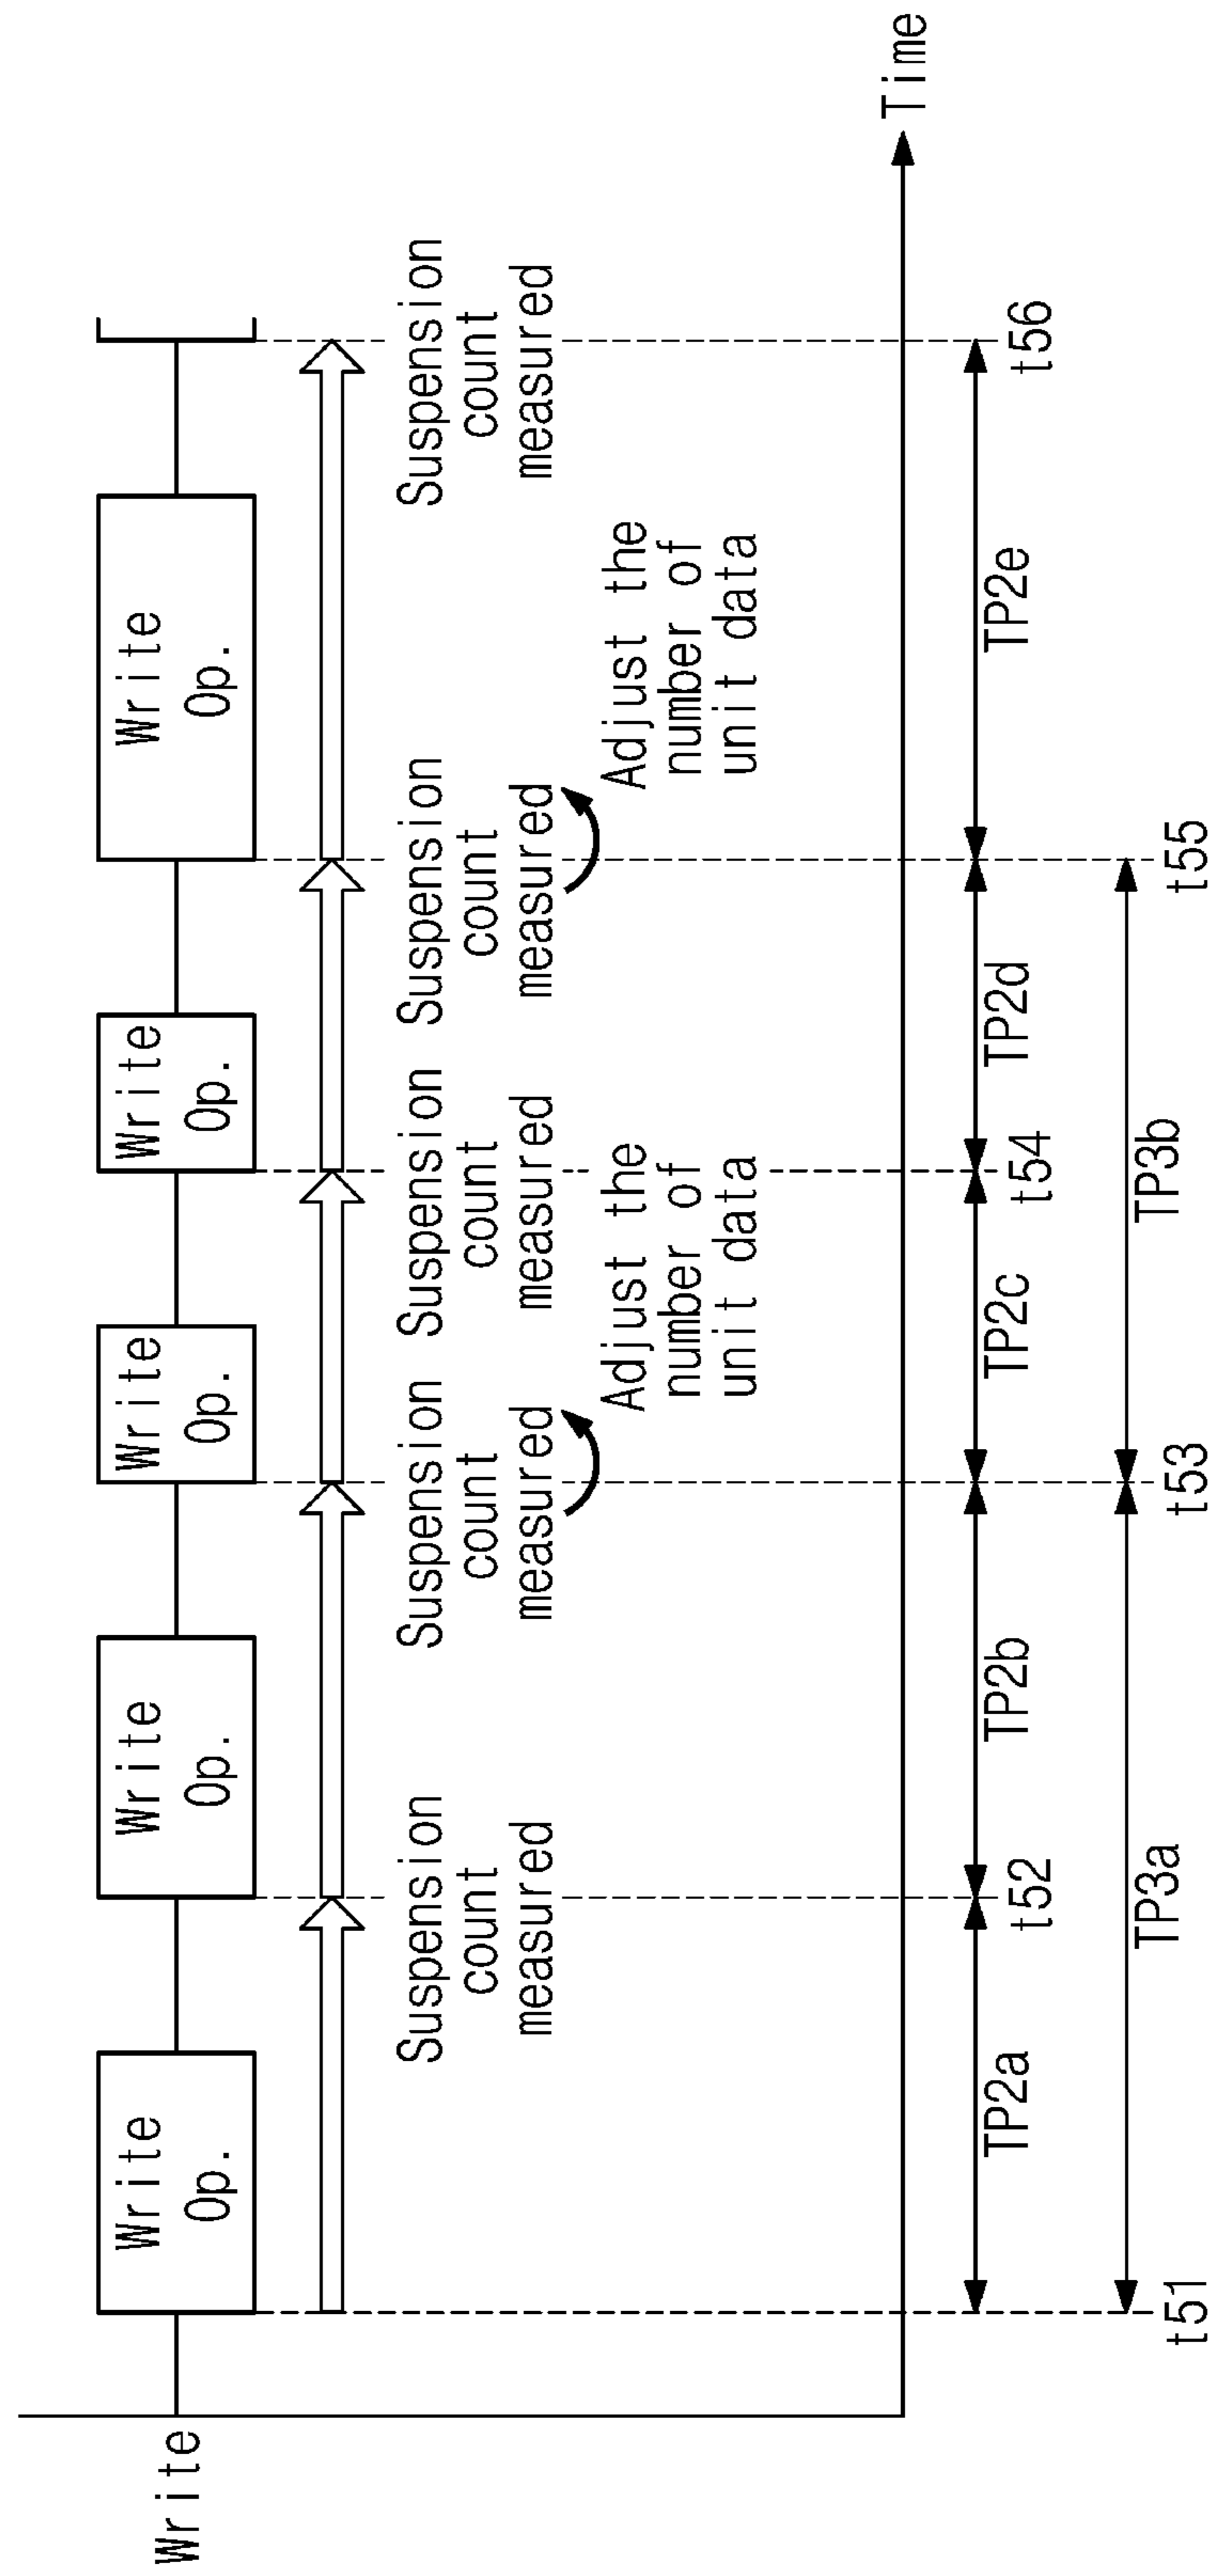 Write
Write
Op.
Write
Op.
Write
Op.
Write
Op.
Write
Op.
Suspension
count
measured
Suspension
count
measured
Suspension
count
measured
Suspension
count
measured
Suspension
count
measured
Adjust the
number of
unit data
Adjust the
number of
unit data
Time
TP2a
TP2b
TP2c
TP2d
TP2e
t52
t54
t56
TP3a
TP3b
t51
t53
t55